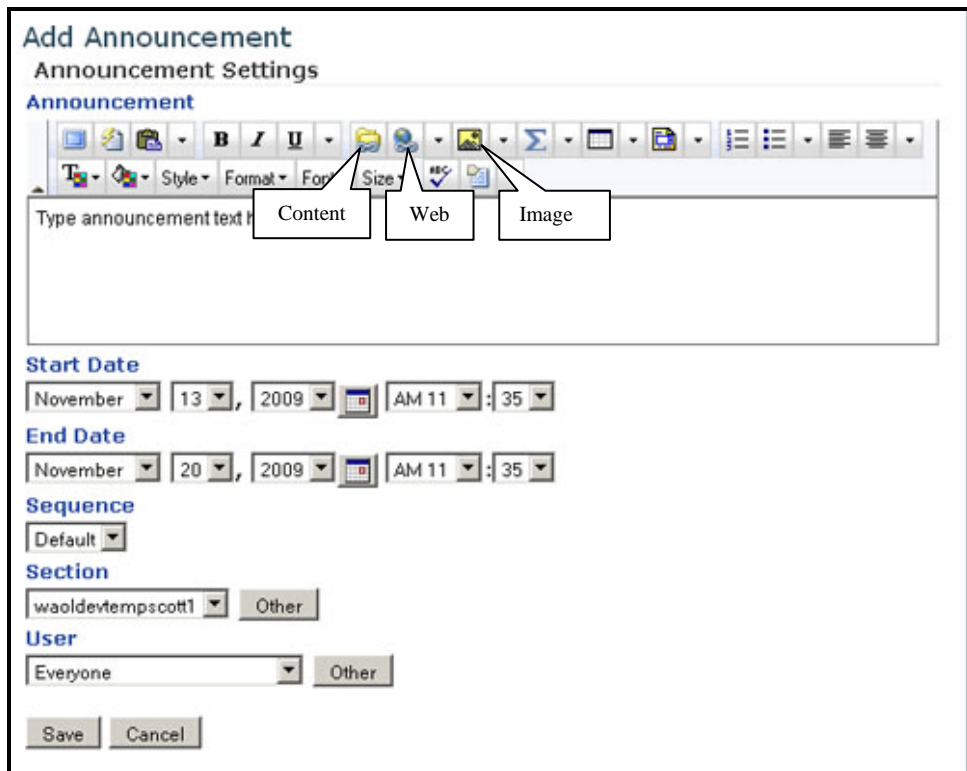 Add Announcement
Announcement Settings
Announcement
B I U
T Style Format Font Size ABC
Content Web Image
Type announcement text
Start Date
November 13 , 2009 AM 11 : 35
End Date
November 20 , 2009 AM 11 : 35
Sequence
Default
Section
waoldevtempscott1 Other
User
Everyone Other
Save Cancel